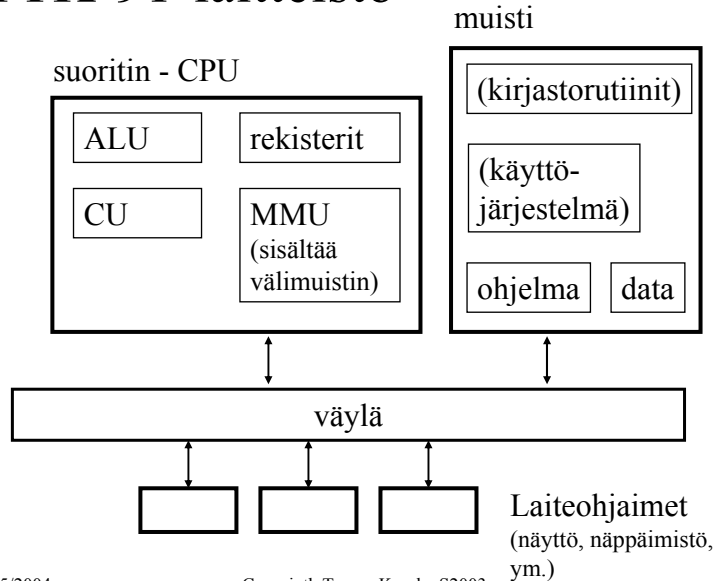 laitteisto
muisti
suoritin - CPU
(kirjastorutiinit)
ALU
rekisterit
(käyttö-
järjestelmä)
CU
MMU
(sisältää
välimuistin)
ohjelma
data
väylä
Laiteohjaimet
(näyttö, näppäimistö,
ym.)